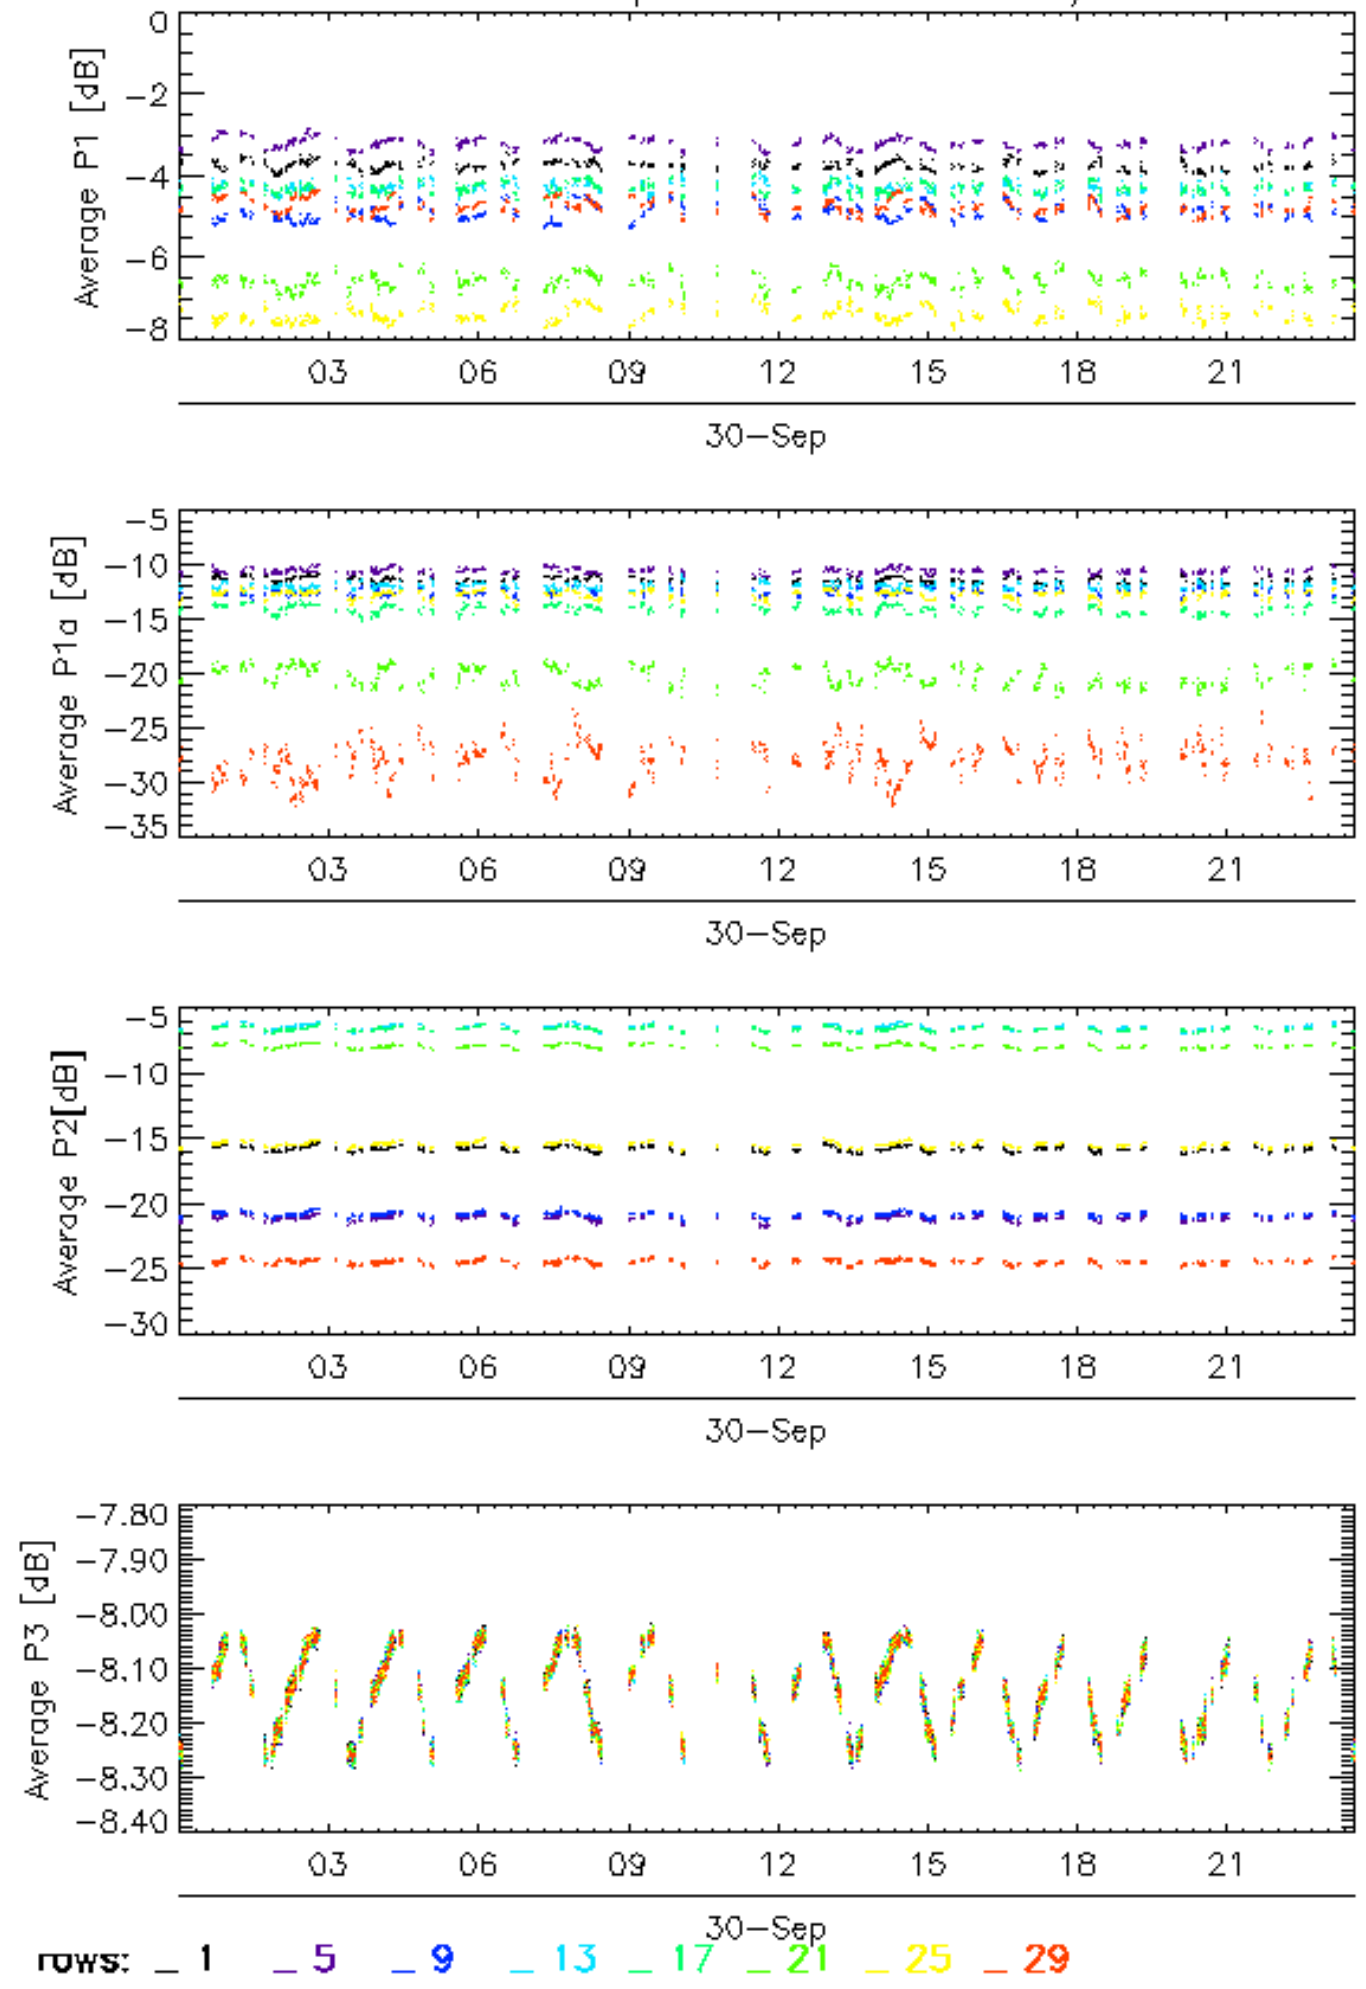 0
−2
−4
−6
−8
Average P1 [dB]
03 06 09 12 15 18 21
30−Sep
−5
−10
−15
−20
−25
−30
−35
Average P1a [dB]
03 06 09 12 15 18 21
30−Sep
−5
−10
−15
−20
−25
−30
Average P2[dB]
03 06 09 12 15 18 21
30−Sep
−7.80
−7.90
−8.00
−8.10
−8.20
−8.30
−8.40
Average P3 [dB]
03 06 09 12 15 18 21
30−Sep
rows: _ 1 _ 5 _ 9 _ 13 _ 17 _ 21 _ 25 _ 29